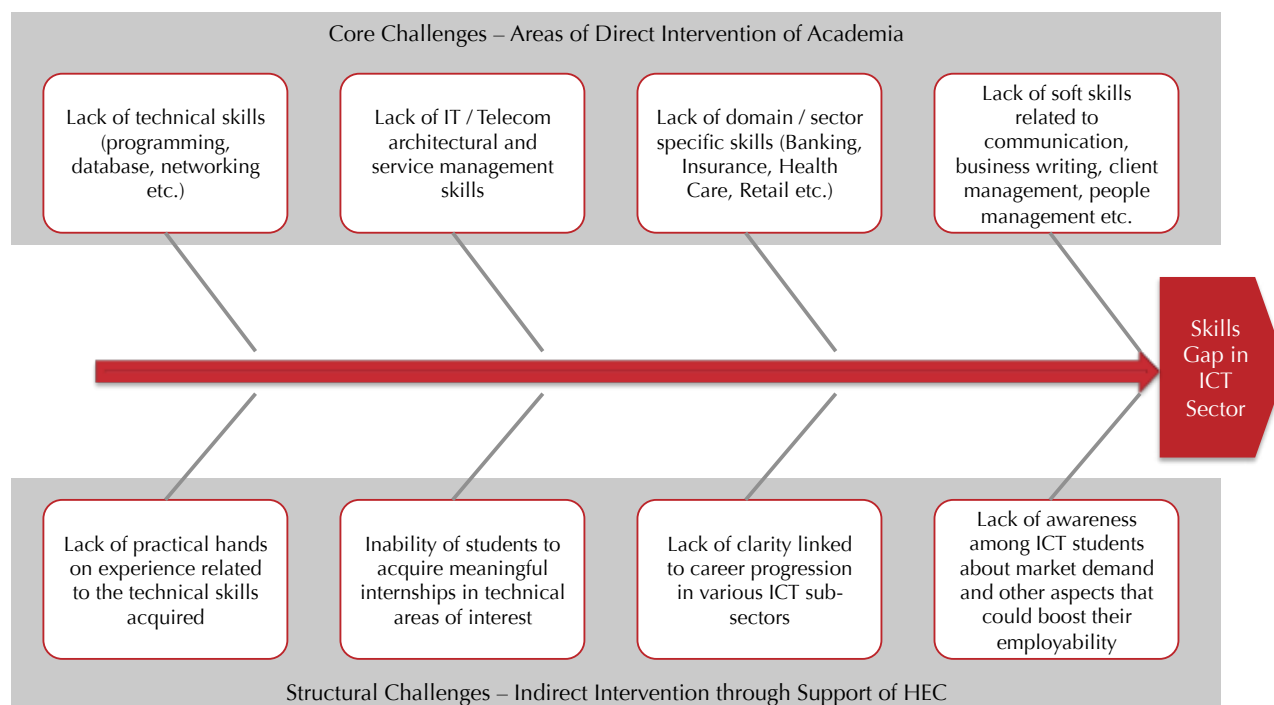 Core Challenges – Areas of Direct Intervention of Academia
Lack of technical skills
(programming,
database, networking
etc.)
Lack of IT / Telecom
architectural and
service management
skills
Lack of domain / sector
specific skills (Banking,
Insurance, Health
Care, Retail etc.)
Lack of soft skills
related to
communication,
business writing, client
management, people
management etc.
Skills
Gap in
ICT
Sector
Lack of practical hands
on experience related
to the technical skills
acquired
Inability of students to
acquire meaningful
internships in technical
areas of interest
Lack of clarity linked
to career progression
in various ICT sub-
sectors
Lack of awareness
among ICT students
about market demand
and other aspects that
could boost their
employability
Structural Challenges – Indirect Intervention through Support of HEC